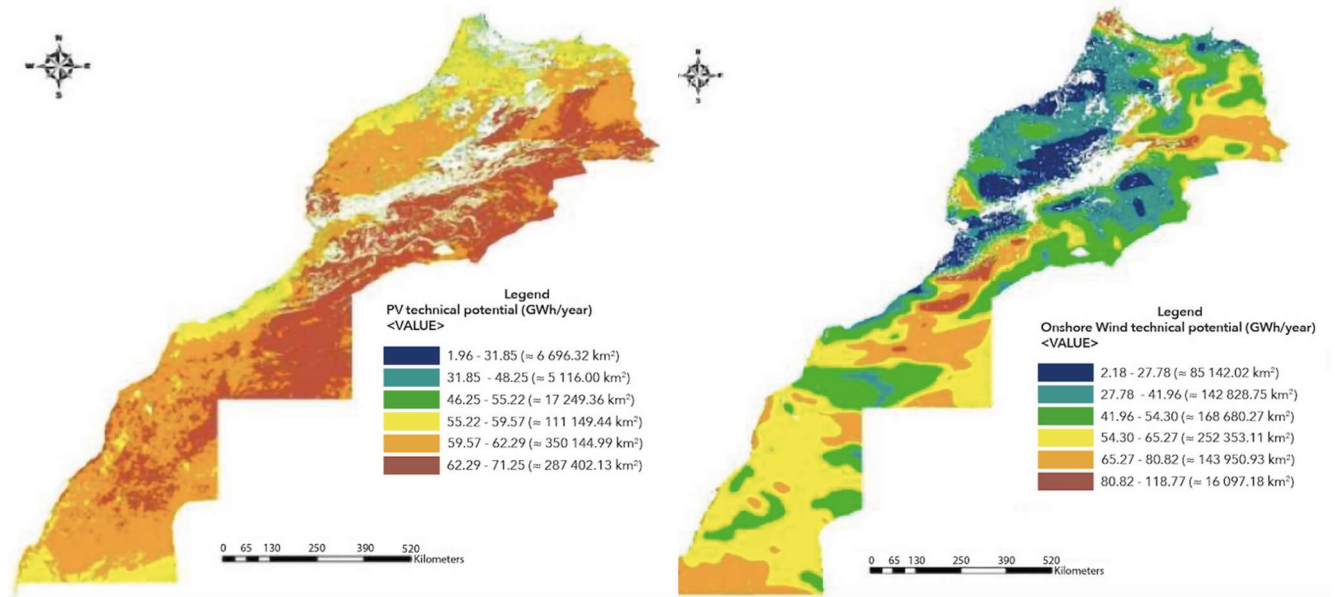 N
W E
S
Legend
PV technical potential (GWh/year)
<VALUE>
1.96 - 31.85 (≈ 6 696.32 km²)
31.85 - 48.25 (≈ 5 116.00 km²)
46.25 - 55.22 (≈ 17 249.36 km²)
55.22 - 59.57 (≈ 111 149.44 km²)
59.57 - 62.29 (≈ 350 144.99 km²)
62.29 - 71.25 (≈ 287 402.13 km²)
0 65 130 250 390 520
Kilometers
N
E
S
Legend
Onshore Wind technical potential (GWh/year)
<VALUE>
2.18 - 27.78 (≈ 85 142.02 km²)
27.78 - 41.96 (≈ 142 828.75 km²)
41.96 - 54.30 (≈ 168 680.27 km²)
54.30 - 65.27 (≈ 252 353.11 km²)
65.27 - 80.82 (≈ 143 950.93 km²)
80.82 - 118.77 (≈ 16 097.18 km²)
0 65 130 250 390 520
Kilometers